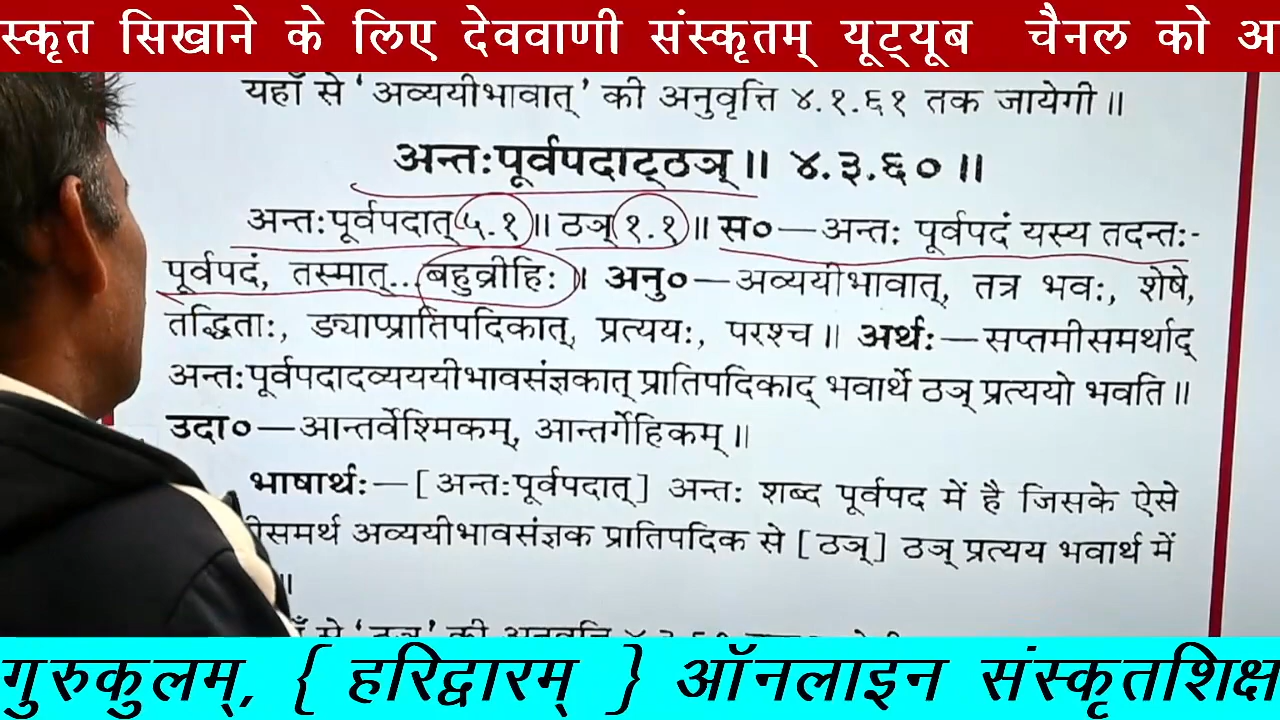 स्कृत सिखाने के लिए देववाणी संस्कृतम् यूट्यूब चैनल को अ
यहाँ से ‘अव्ययीभावात्’ की अनुवृत्ति ४.१.६१ तक जायेगी॥
अन्तःपूर्वपदाट्ठञ्॥ ४.३.६०॥
अन्तःपूर्वपदात् ५.१॥ ठञ् १.१॥ स०—अन्तः पूर्वपदं यस्य तदन्तः-
पूर्वपदं, तस्मात्...बहुव्रीहिः॥ अनु०—अव्ययीभावात्, तत्र भवः, शेषे,
तद्धिताः, ङ्याप्प्रातिपदिकात्, प्रत्ययः, परश्च॥ अर्थः—सप्तमीसमर्थाद्
अन्तःपूर्वपदादव्यययीभावसंज्ञकात् प्रातिपदिकाद् भवार्थे ठञ् प्रत्ययो भवति॥
उदा०—आन्तर्वेश्मिकम्, आन्तर्गेहिकम्॥
भाषार्थः—[अन्तःपूर्वपदात्] अन्तः शब्द पूर्वपद में है जिसके ऐसे
समर्थ अव्ययीभावसंज्ञक प्रातिपदिक से [ठञ्] ठञ् प्रत्यय भवार्थ में
॥
से ‘ठञ्’ की अनुवृत्ति
गुरुकुलम्, { हरिद्वारम् } ऑनलाइन संस्कृतशिक्ष